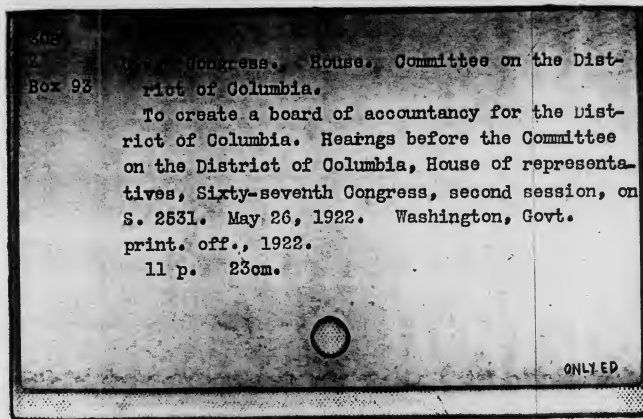 308
Z
Box 93
Congress. House. Committee on the Dist-
rict of Columbia.
To create a board of accountancy for the Dist-
rict of Columbia. Hearngs before the Committee
on the District of Columbia, House of representa-
tives, Sixty-seventh Congress, second session, on
S. 2531. May 26, 1922. Washington, Govt.
print. off., 1922.
11 p. 23cm.
ONLY ED